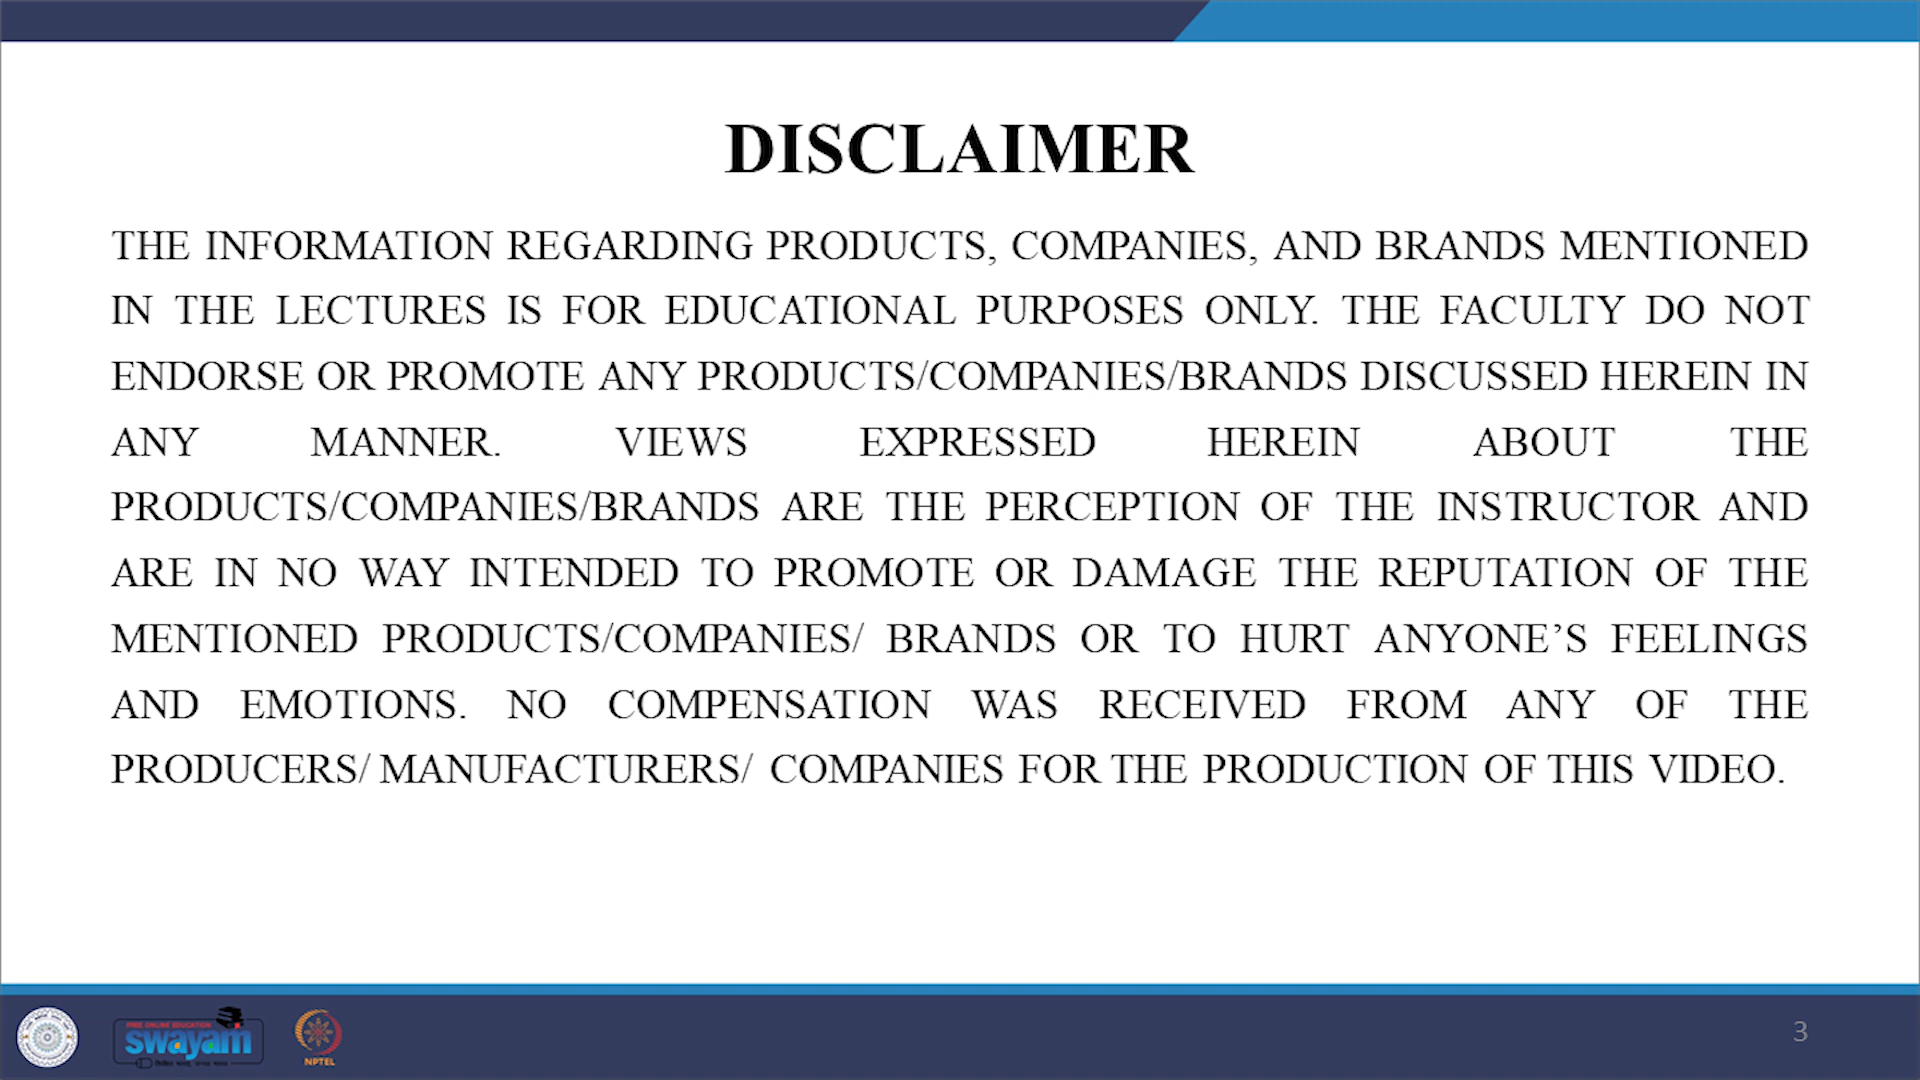 DISCLAIMER
THE INFORMATION REGARDING PRODUCTS, COMPANIES, AND BRANDS MENTIONED
IN THE LECTURES IS FOR EDUCATIONAL PURPOSES ONLY. THE FACULTY DO NOT
ENDORSE OR PROMOTE ANY PRODUCTS/COMPANIES/BRANDS DISCUSSED HEREIN IN
ANY MANNER. VIEWS EXPRESSED HEREIN ABOUT THE
PRODUCTS/COMPANIES/BRANDS ARE THE PERCEPTION OF THE INSTRUCTOR AND
ARE IN NO WAY INTENDED TO PROMOTE OR DAMAGE THE REPUTATION OF THE
MENTIONED PRODUCTS/COMPANIES/ BRANDS OR TO HURT ANYONE’S FEELINGS
AND EMOTIONS. NO COMPENSATION WAS RECEIVED FROM ANY OF THE
PRODUCERS/ MANUFACTURERS/ COMPANIES FOR THE PRODUCTION OF THIS VIDEO.
FREE ONLINE EDUCATION
swayam
NPTEL
3